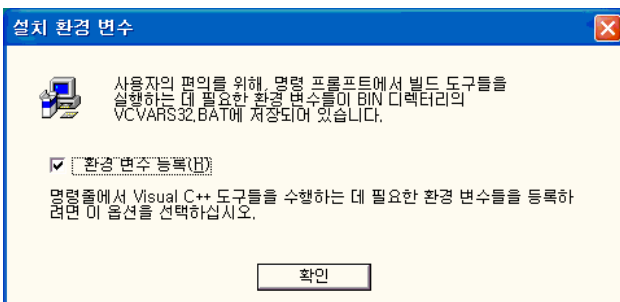 설치 환경 변수
사용자의 편의를 위해, 명령 프롬프트에서 빌드 도구들을
실행하는 데 필요한 환경 변수들이 BIN 디렉터리의
VCVARS32.BAT에 저장되어 있습니다.
환경 변수 등록(H)
명령줄에서 Visual C++ 도구들을 수행하는 데 필요한 환경 변수들을 등록하
려면 이 옵션을 선택하십시오.
확인